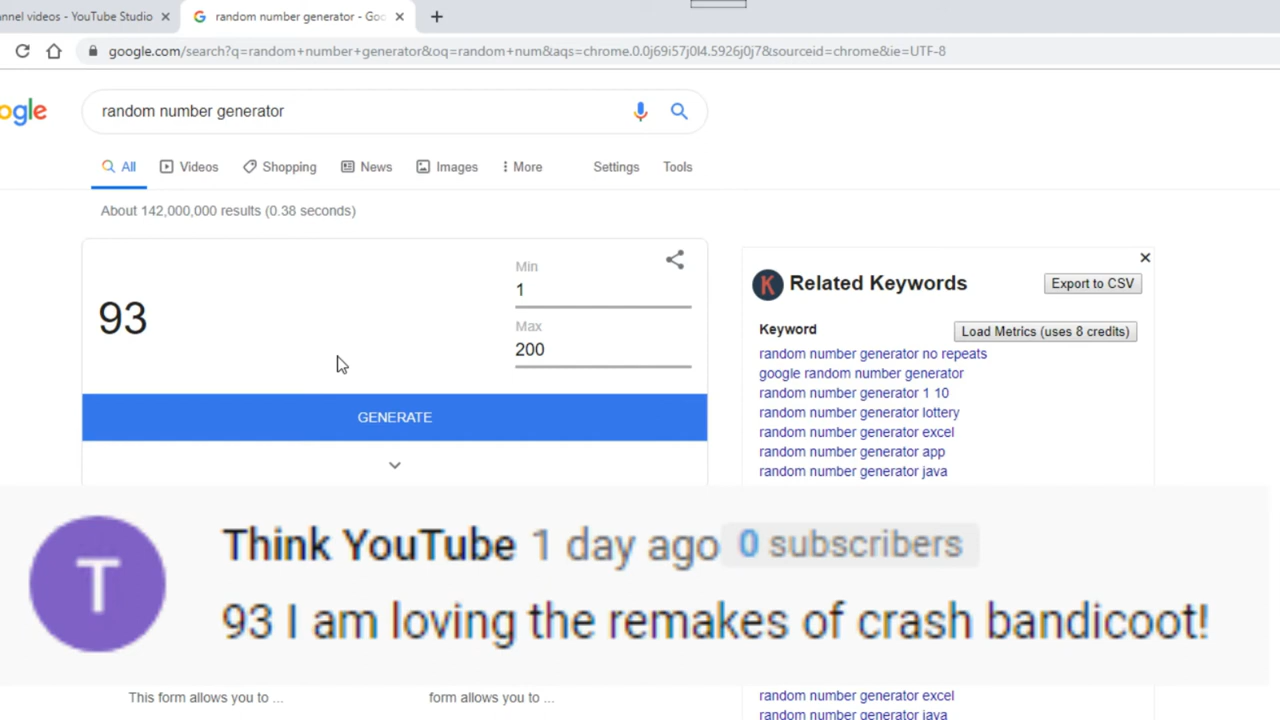 nnel videos - YouTube Studio
random number generator - Goo
google.com/search?q=random+number+generator&oq=random+num&aqs=chrome.0.0j69i57j0l4.5926j0j7&sourceid=chrome&ie=UTF-8
ogle
random number generator
All Videos Shopping News Images More Settings Tools
About 142,000,000 results (0.38 seconds)
93
Min
1
Max
200
GENERATE
K Related Keywords
Export to CSV
Keyword
Load Metrics (uses 8 credits)
random number generator no repeats
google random number generator
random number generator 1 10
random number generator lottery
random number generator excel
random number generator app
random number generator java
T
Think YouTube 1 day ago 0 subscribers
93 I am loving the remakes of crash bandicoot!
This form allows you to ...
form allows you to ...
random number generator excel
random number generator java